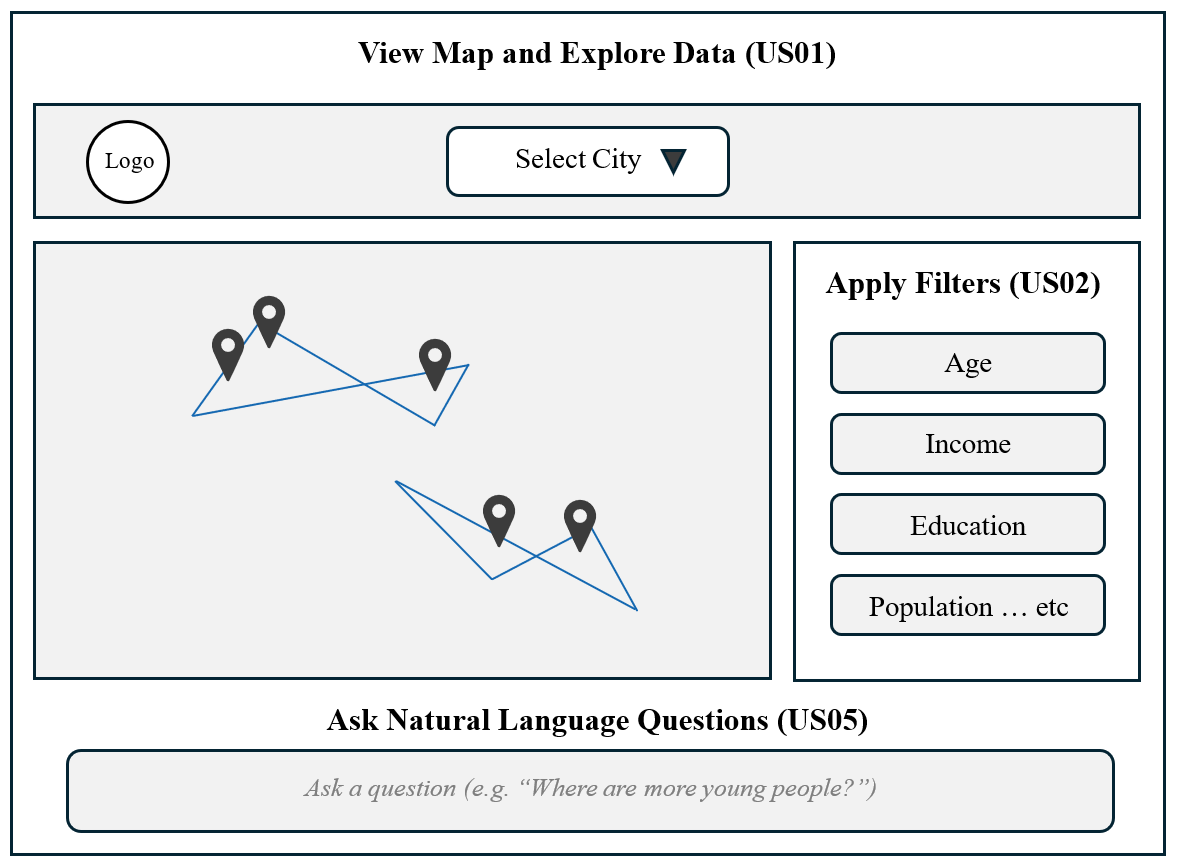 View Map and Explore Data (US01)
Logo
Select City
Apply Filters (US02)
Age
Income
Education
Population … etc
Ask Natural Language Questions (US05)
Ask a question (e.g. “Where are more young people?”)